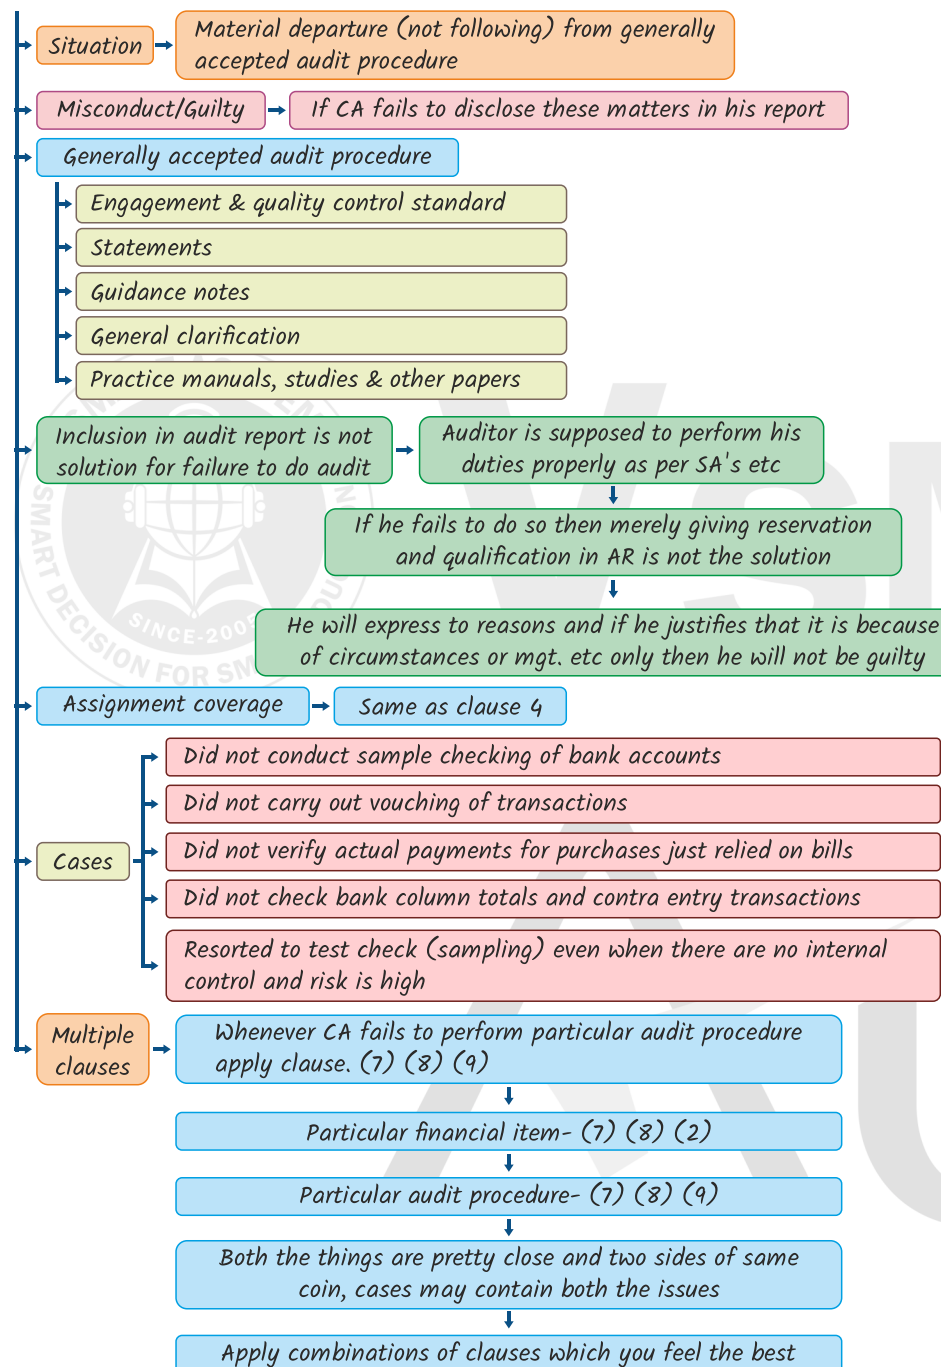 Situation
Material departure (not following) from generally
accepted audit procedure
Misconduct/Guilty
If CA fails to disclose these matters in his report
Generally accepted audit procedure
Engagement & quality control standard
Statements
Guidance notes
General clarification
Practice manuals, studies & other papers
Inclusion in audit report is not
solution for failure to do audit
Auditor is supposed to perform his
duties properly as per SA's etc
If he fails to do so then merely giving reservation
and qualification in AR is not the solution
SMART DECISION FOR SM
SINCE-2005
He will express to reasons and if he justifies that it is because
of circumstances or mgt. etc only then he will not be guilty
Assignment coverage
Same as clause 4
Cases
Did not conduct sample checking of bank accounts
Did not carry out vouching of transactions
Did not verify actual payments for purchases just relied on bills
Did not check bank column totals and contra entry transactions
Resorted to test check (sampling) even when there are no internal
control and risk is high
Multiple
clauses
Whenever CA fails to perform particular audit procedure
apply clause. (7) (8) (9)
Particular financial item- (7) (8) (2)
Particular audit procedure- (7) (8) (9)
Both the things are pretty close and two sides of same
coin, cases may contain both the issues
Apply combinations of clauses which you feel the best